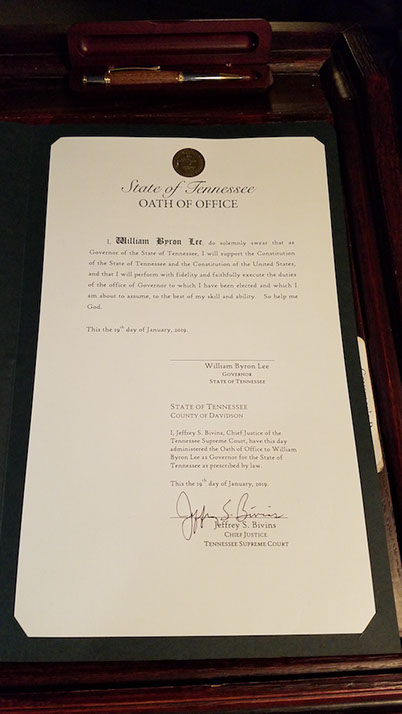 State of Tennessee
OATH OF OFFICE
I, William Byron Lee, do solemnly swear that as
Governor of the State of Tennessee, I will support the Constitution
of the State of Tennessee and the Constitution of the United States,
and that I will perform with fidelity and faithfully execute the duties
of the office of Governor to which I have been elected and which I
am about to assume, to the best of my skill and ability. So help me
God.
This the 19th day of January, 2019.
William Byron Lee
GOVERNOR
STATE OF TENNESSEE
STATE OF TENNESSEE
COUNTY OF DAVIDSON
I, Jeffrey S. Bivins, Chief Justice of the
Tennessee Supreme Court, have this day
administered the Oath of Office to William
Byron Lee as Governor for the State of
Tennessee as prescribed by law.
This the 19th day of January, 2019.
Jeffrey S. Bivins
Jeffrey S. Bivins
CHIEF JUSTICE
TENNESSEE SUPREME COURT